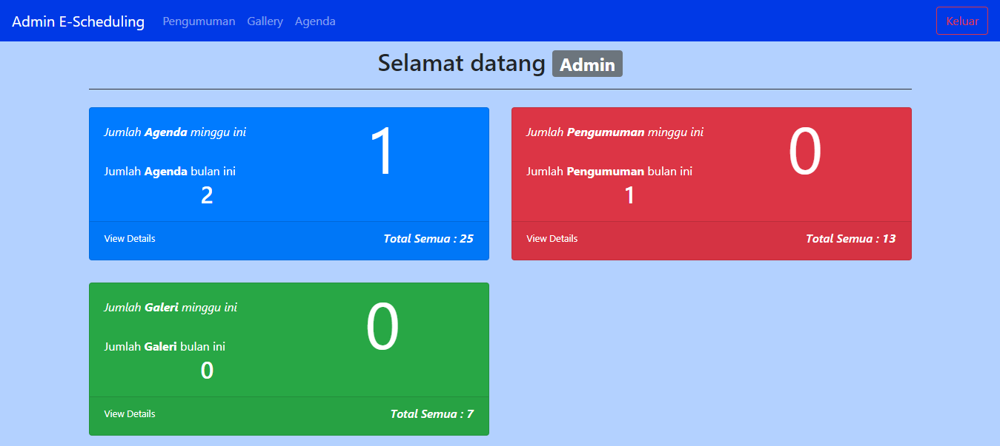 Admin E-Scheduling Pengumuman Gallery Agenda Keluar
Selamat datang Admin
Jumlah Agenda minggu ini
1
Jumlah Agenda bulan ini
2
View Details Total Semua : 25
Jumlah Pengumuman minggu ini
0
Jumlah Pengumuman bulan ini
1
View Details Total Semua : 13
Jumlah Galeri minggu ini
0
Jumlah Galeri bulan ini
0
View Details Total Semua : 7